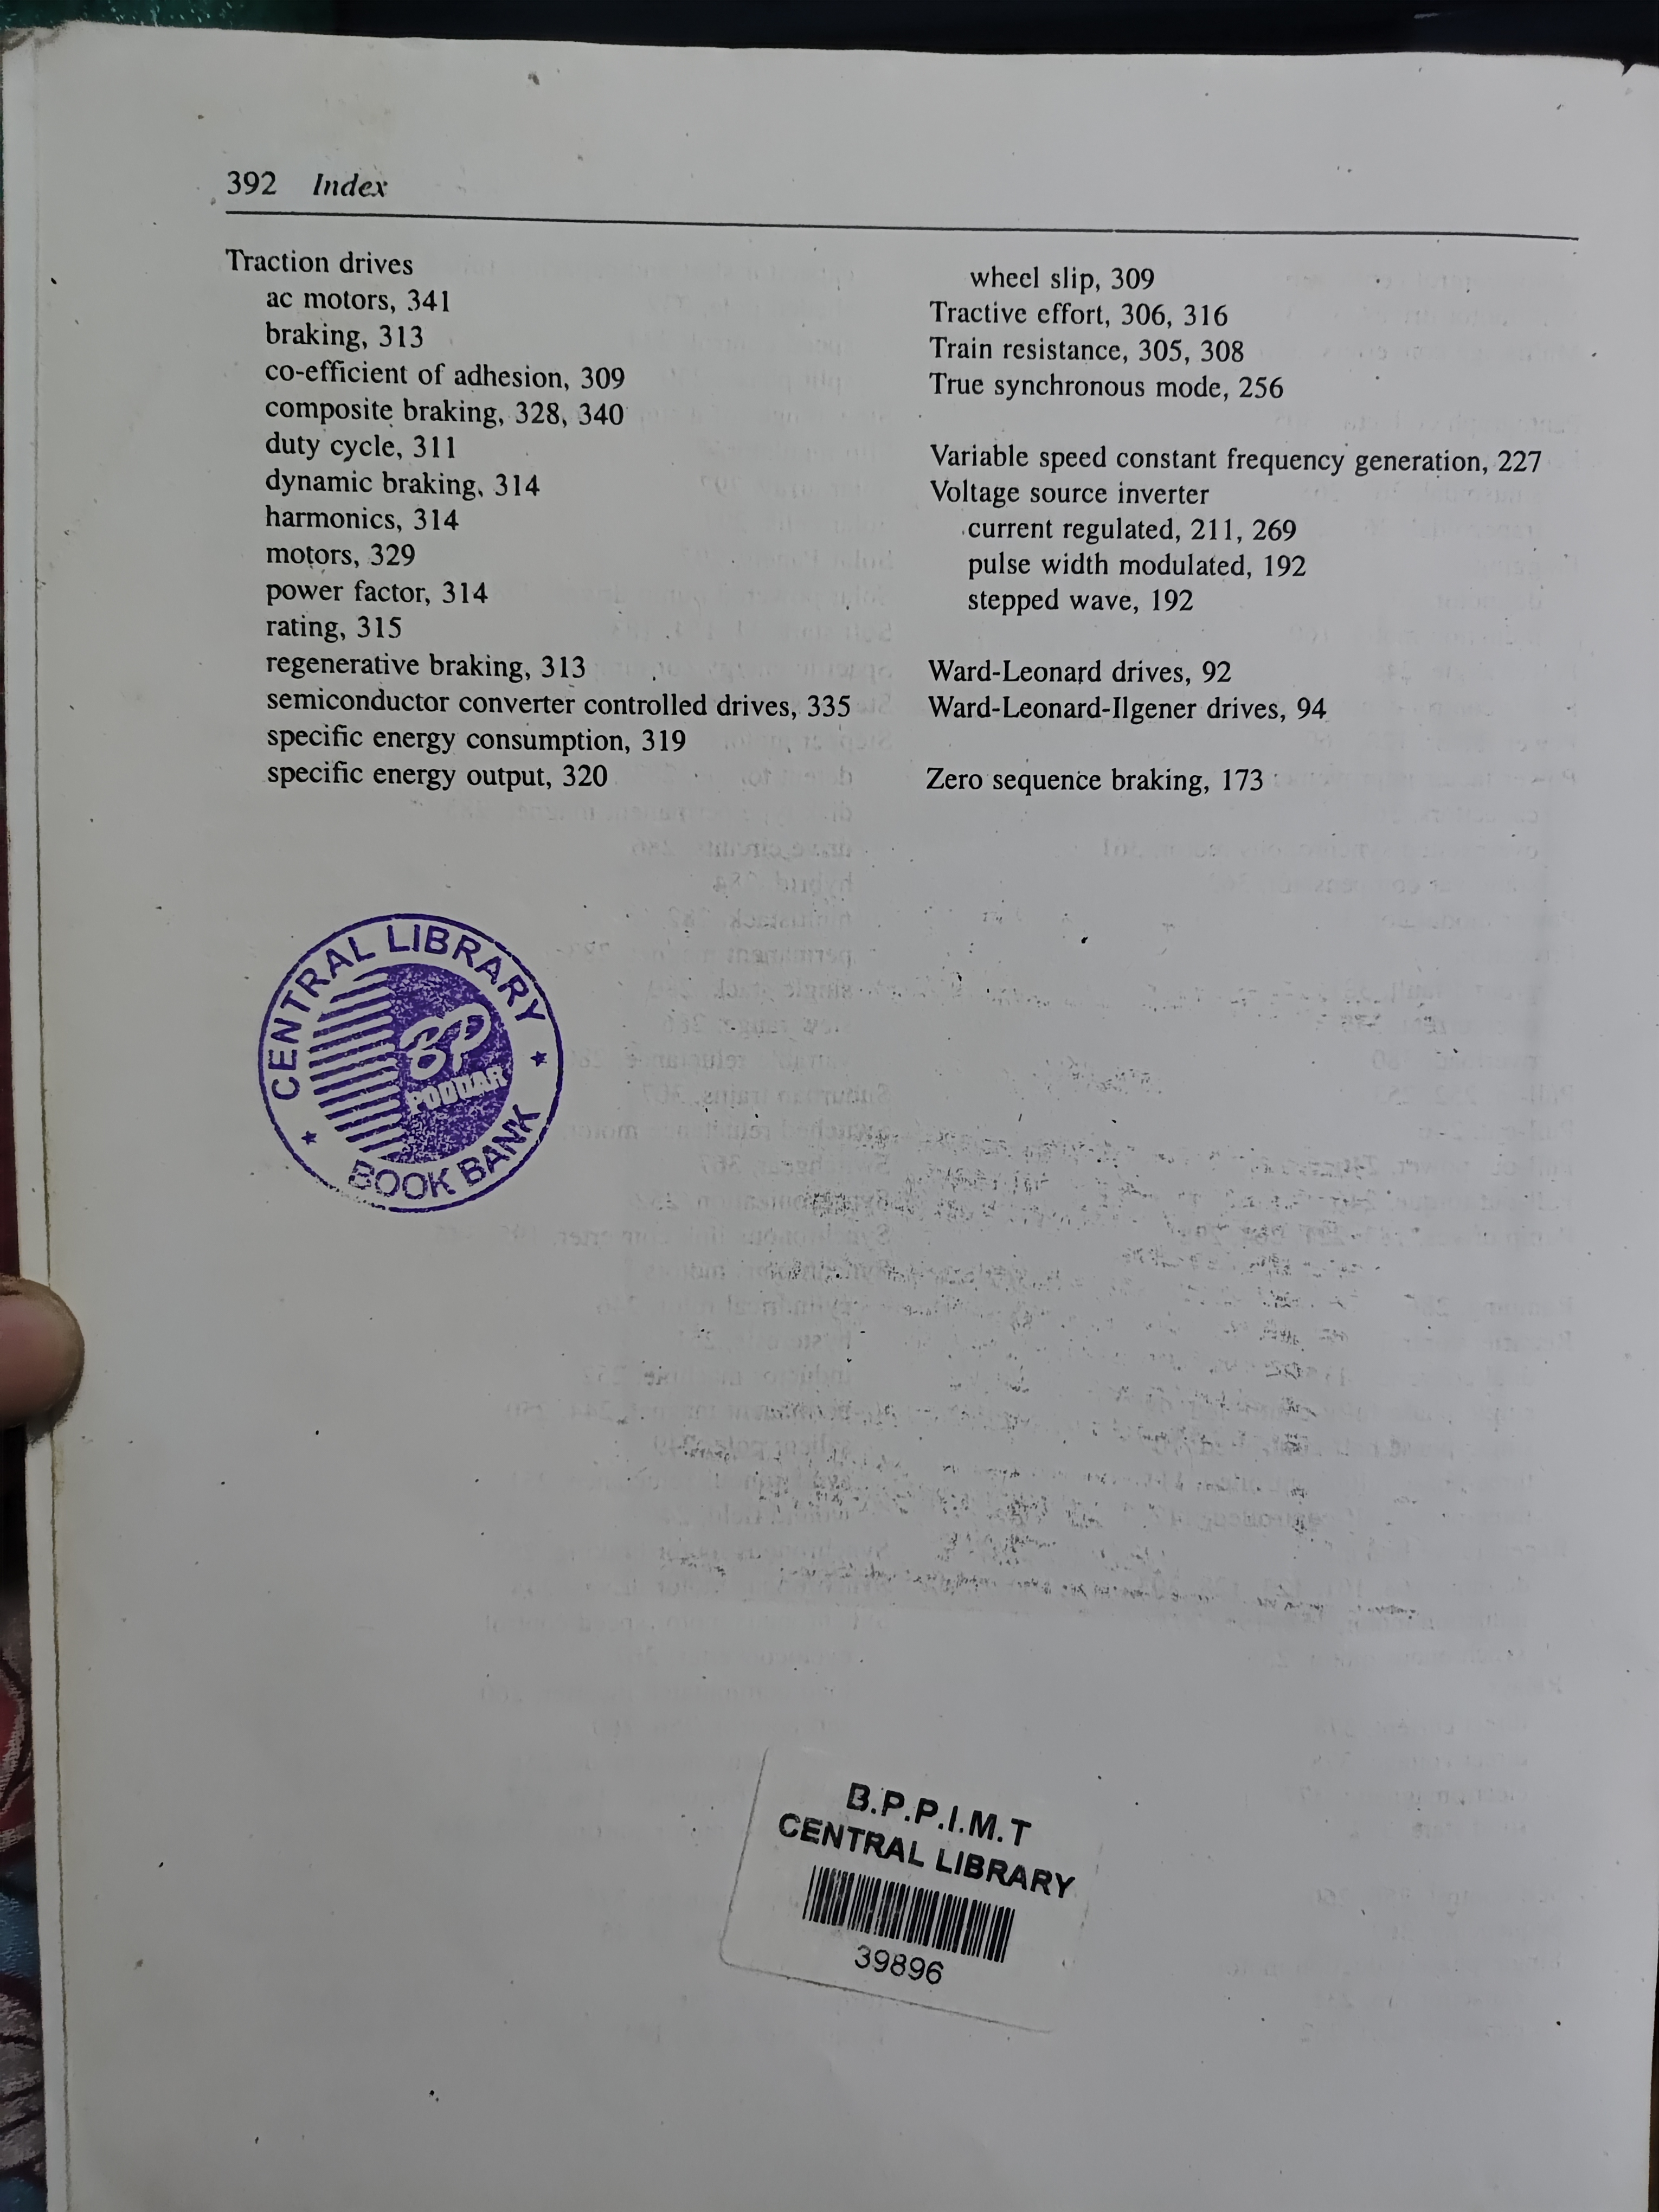 392 Index
Traction drives
ac motors, 341
braking, 313
co-efficient of adhesion, 309
composite braking, 328, 340
duty cycle, 311
dynamic braking, 314
harmonics, 314
motors, 329
power factor, 314
rating, 315
regenerative braking, 313
semiconductor converter controlled drives, 335
specific energy consumption, 319
specific energy output, 320
wheel slip, 309
Tractive effort, 306, 316
Train resistance, 305, 308
True synchronous mode, 256
Variable speed constant frequency generation, 227
Voltage source inverter
current regulated, 211, 269
pulse width modulated, 192
stepped wave, 192
Ward-Leonard drives, 92
Ward-Leonard-Ilgener drives, 94
Zero sequence braking, 173
CENTRAL LIBRARY
BP
PODDAR
BOOK BANK
B.P.P.I.M.T
CENTRAL LIBRARY
39896